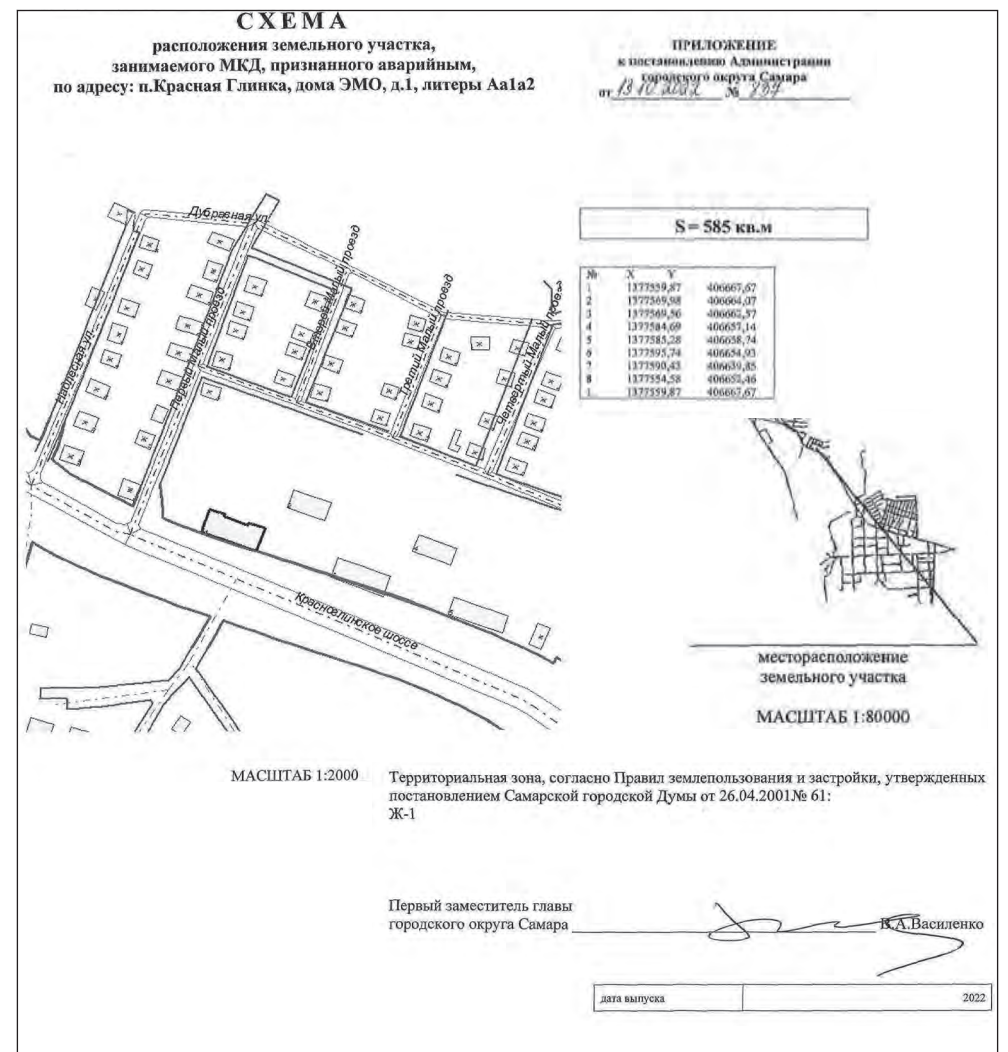 СХЕМА
расположения земельного участка,
занимаемого МКД, признанного аварийным,
по адресу: п.Красная Глинка, дома ЭМО, д.1, литеры Аа1а2
ПРИЛОЖЕНИЕ
к постановлению Администрации
городского округа Самара
от 13 10 2022 № 837
S= 585 кв.м
№ X Y
1 1377559,87 406667,67
2 1377569,98 406664,07
3 1377569,56 406662,57
4 1377584,69 406657,14
5 1377585,28 406658,74
6 1377595,74 406654,93
7 1377590,43 406639,85
8 1377554,58 406652,46
1 1377559,87 406667,67
Дубравная ул.
Первый Малый проезд
Второй Малый проезд
Третий Малый проезд
Четвертый Малый проезд
Красноглинское шоссе
месторасположение
земельного участка
МАСШТАБ 1:80000
МАСШТАБ 1:2000
Территориальная зона, согласно Правил землепользования и застройки, утвержденных
постановлением Самарской городской Думы от 26.04.2001№ 61:
Ж-1
Первый заместитель главы
городского округа Самара
В.А.Василенко
дата выпуска 2022